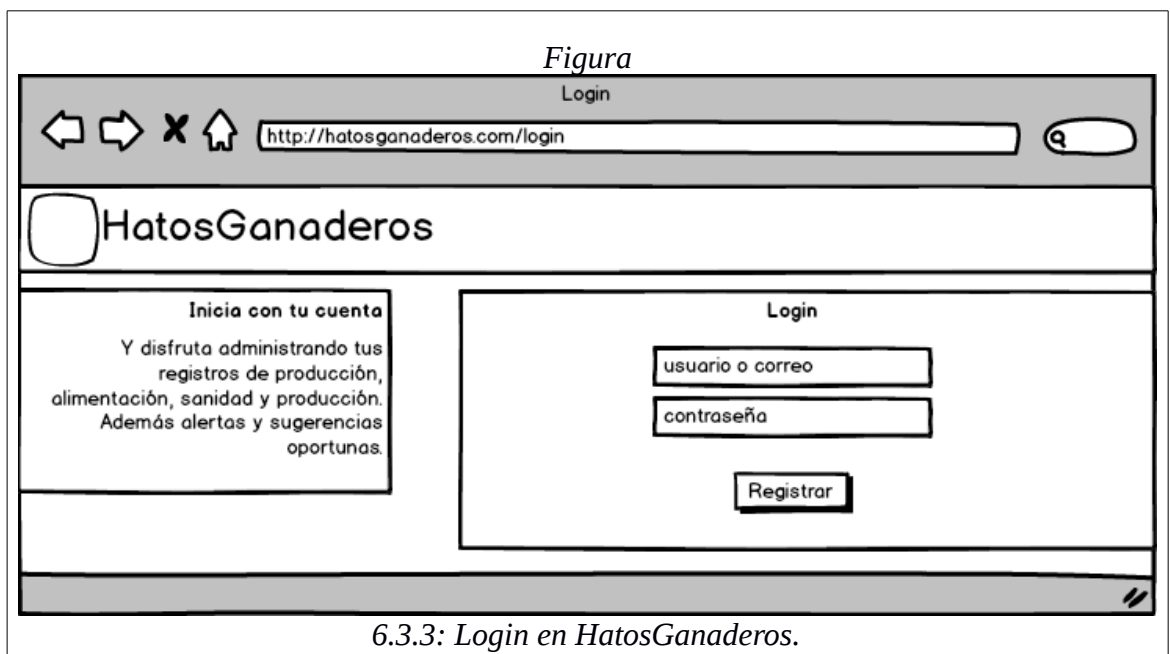 Figura
Login
http://hatosganaderos.com/login
HatosGanaderos
Inicia con tu cuenta
Y disfruta administrando tus
registros de producción,
alimentación, sanidad y producción.
Además alertas y sugerencias
oportunas.
Login
usuario o correo
contraseña
Registrar
6.3.3: Login en HatosGanaderos.